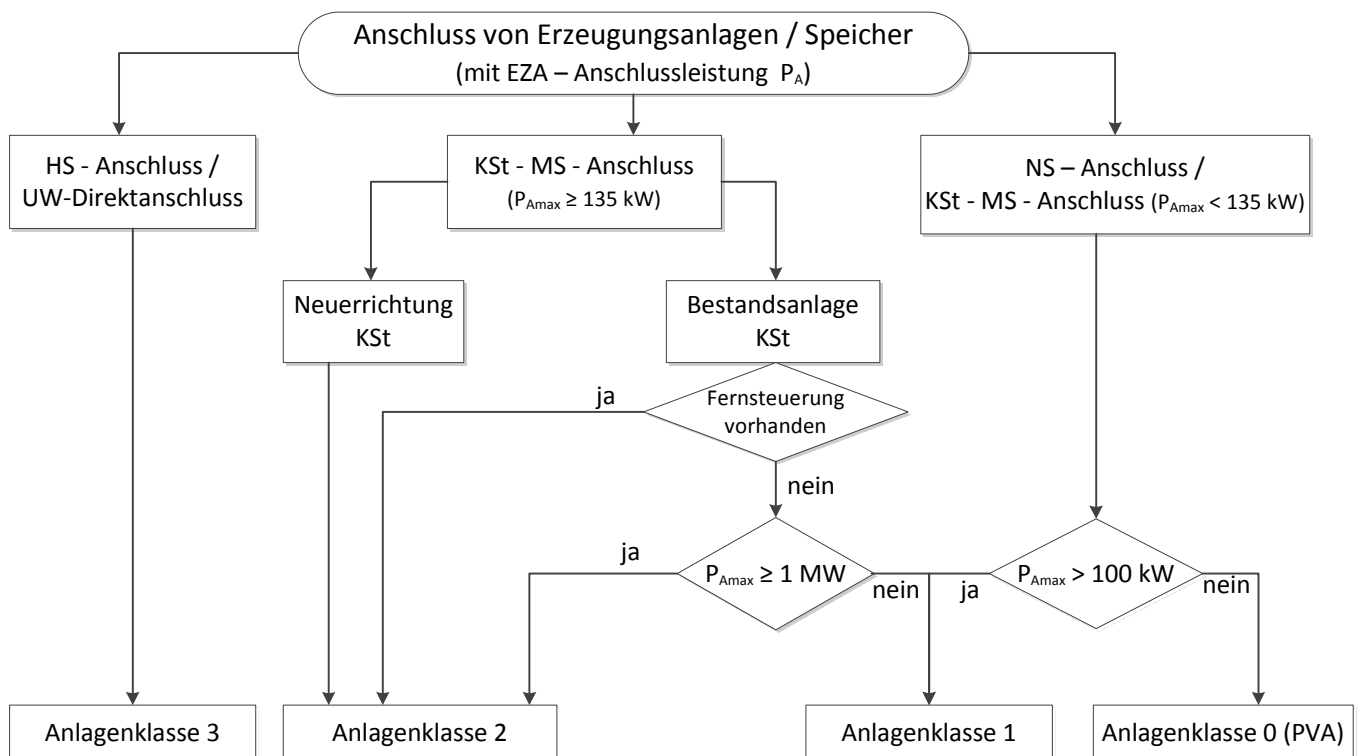 Anschluss von Erzeugungsanlagen / Speicher
(mit EZA – Anschlussleistung PA)
HS - Anschluss /
UW-Direktanschluss
KSt - MS - Anschluss
(PAmax ≥ 135 kW)
NS – Anschluss /
KSt - MS - Anschluss (PAmax < 135 kW)
Neuerrichtung
KSt
Bestandsanlage
KSt
ja
Fernsteuerung
vorhanden
nein
ja
PAmax ≥ 1 MW
nein
ja
PAmax > 100 kW
nein
Anlagenklasse 3
Anlagenklasse 2
Anlagenklasse 1
Anlagenklasse 0 (PVA)